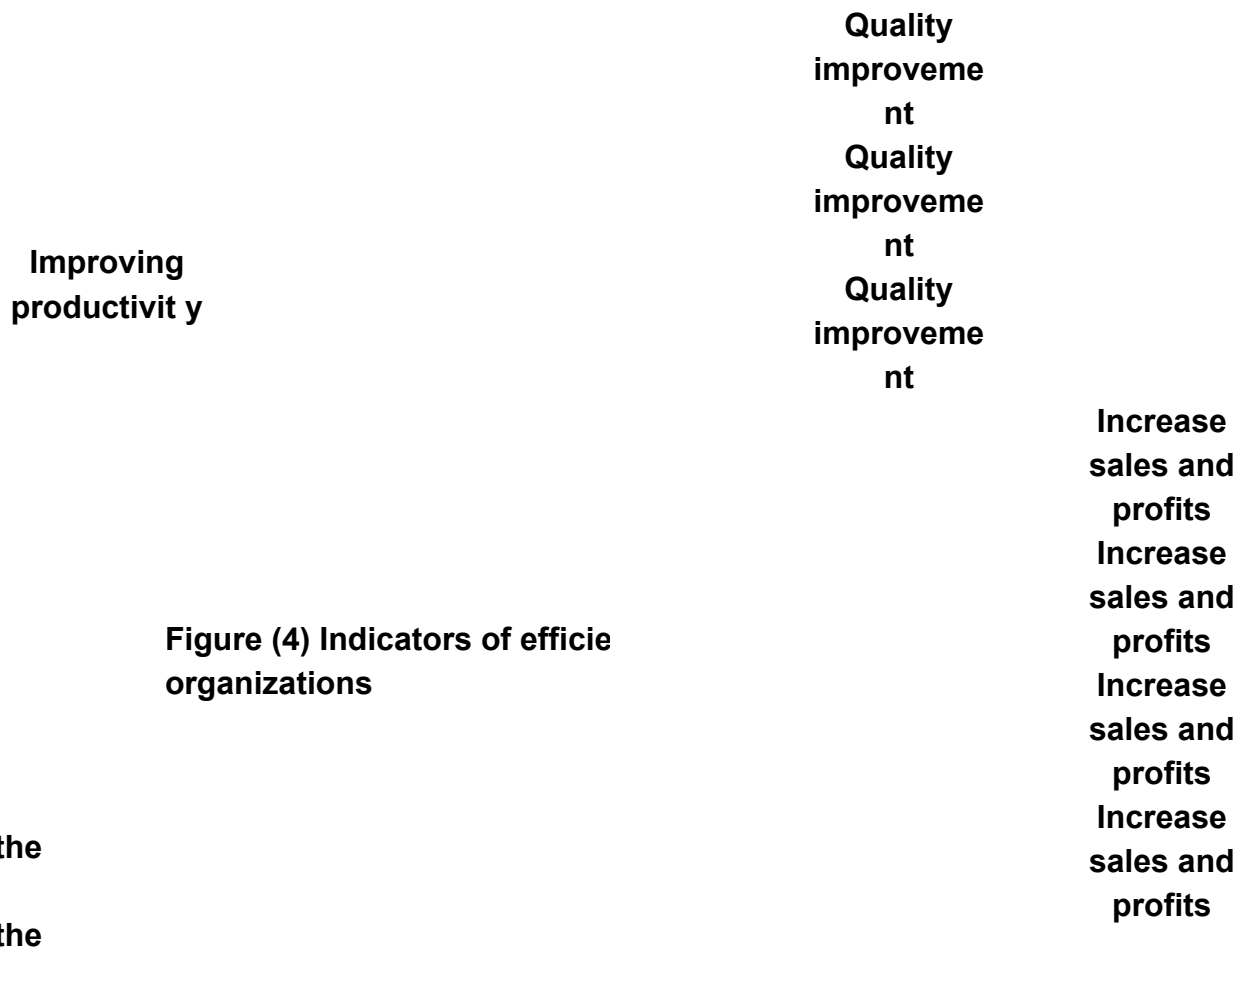 Quality
improveme
nt
Quality
improveme
nt
Quality
improveme
nt
Improving
productivit y
Increase
sales and
profits
Increase
sales and
profits
Increase
sales and
profits
Increase
sales and
profits
Figure (4) Indicators of efficie
organizations
the
the